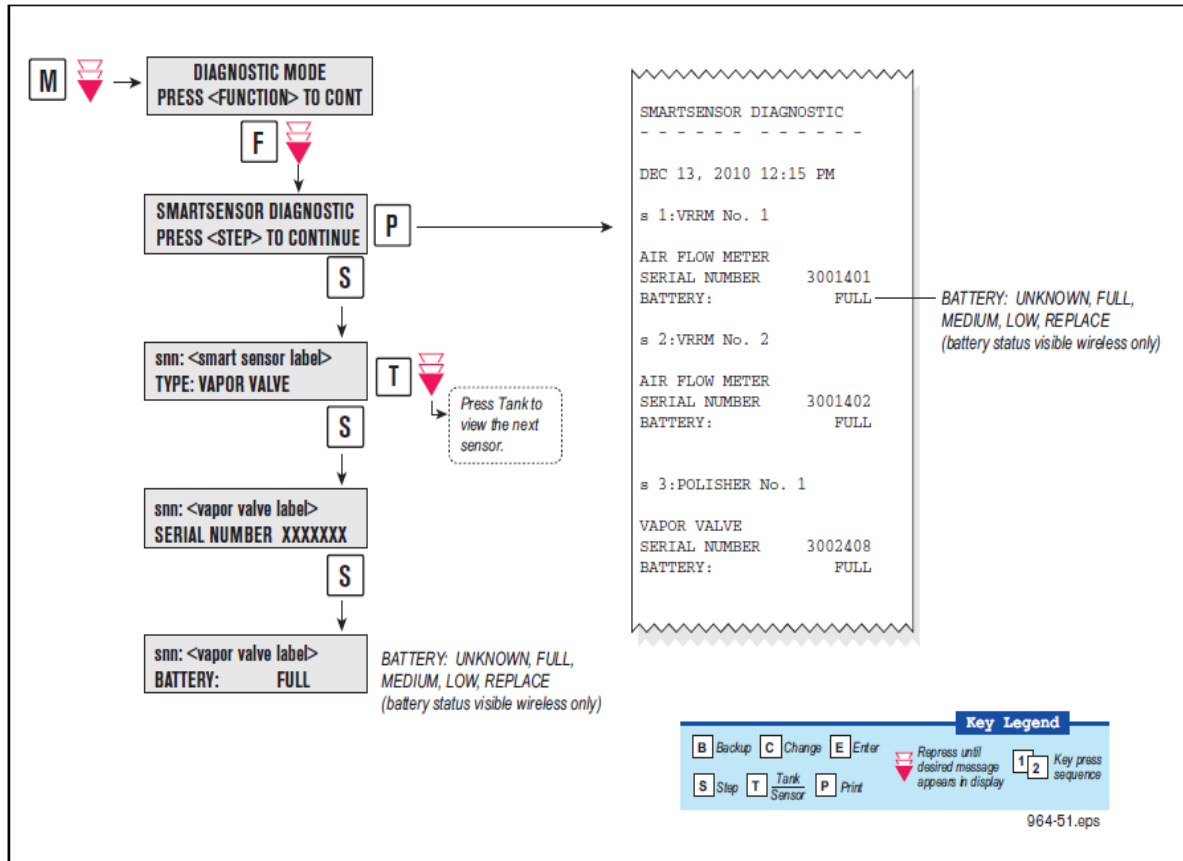 M
DIAGNOSTIC MODE
PRESS <FUNCTION> TO CONT
F
SMARTSENSOR DIAGNOSTIC
PRESS <STEP> TO CONTINUE
P
S
snn: <smart sensor label>
TYPE: VAPOR VALVE
T
Press Tank to
view the next
sensor.
S
snn: <vapor valve label>
SERIAL NUMBER XXXXXXX
S
snn: <vapor valve label>
BATTERY: FULL
BATTERY: UNKNOWN, FULL,
MEDIUM, LOW, REPLACE
(battery status visible wireless only)
SMARTSENSOR DIAGNOSTIC
- - - - - - - - - - - -
DEC 13, 2010 12:15 PM
s 1:VRRM No. 1
AIR FLOW METER
SERIAL NUMBER 3001401
BATTERY: FULL
s 2:VRRM No. 2
AIR FLOW METER
SERIAL NUMBER 3001402
BATTERY: FULL
s 3:POLISHER No. 1
VAPOR VALVE
SERIAL NUMBER 3002408
BATTERY: FULL
BATTERY: UNKNOWN, FULL,
MEDIUM, LOW, REPLACE
(battery status visible wireless only)
Key Legend
B Backup C Change E Enter
S Step T Tank
Sensor P Print
Repress until
desired message
appears in display
1 2 Key press
sequence
964-51.eps